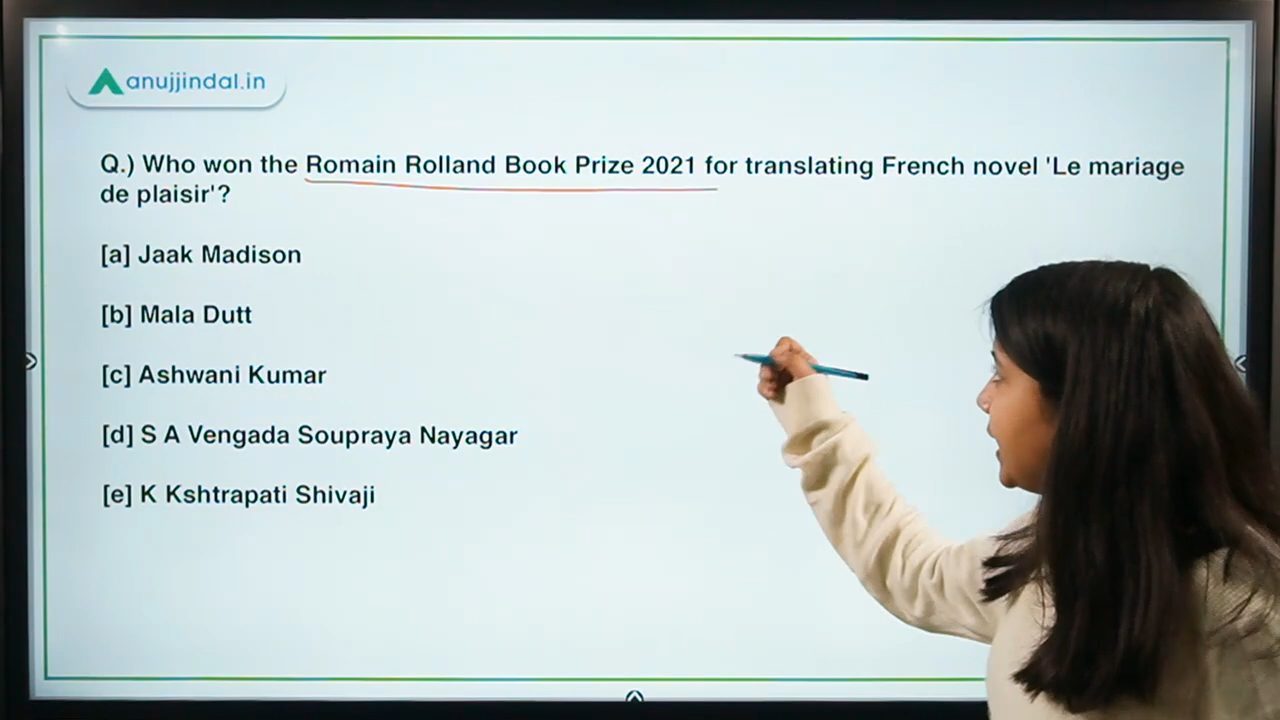 anujjindal.in
Q.) Who won the Romain Rolland Book Prize 2021 for translating French novel 'Le mariage
de plaisir'?
[a] Jaak Madison
[b] Mala Dutt
[c] Ashwani Kumar
[d] S A Vengada Soupraya Nayagar
[e] K Kshtrapati Shivaji